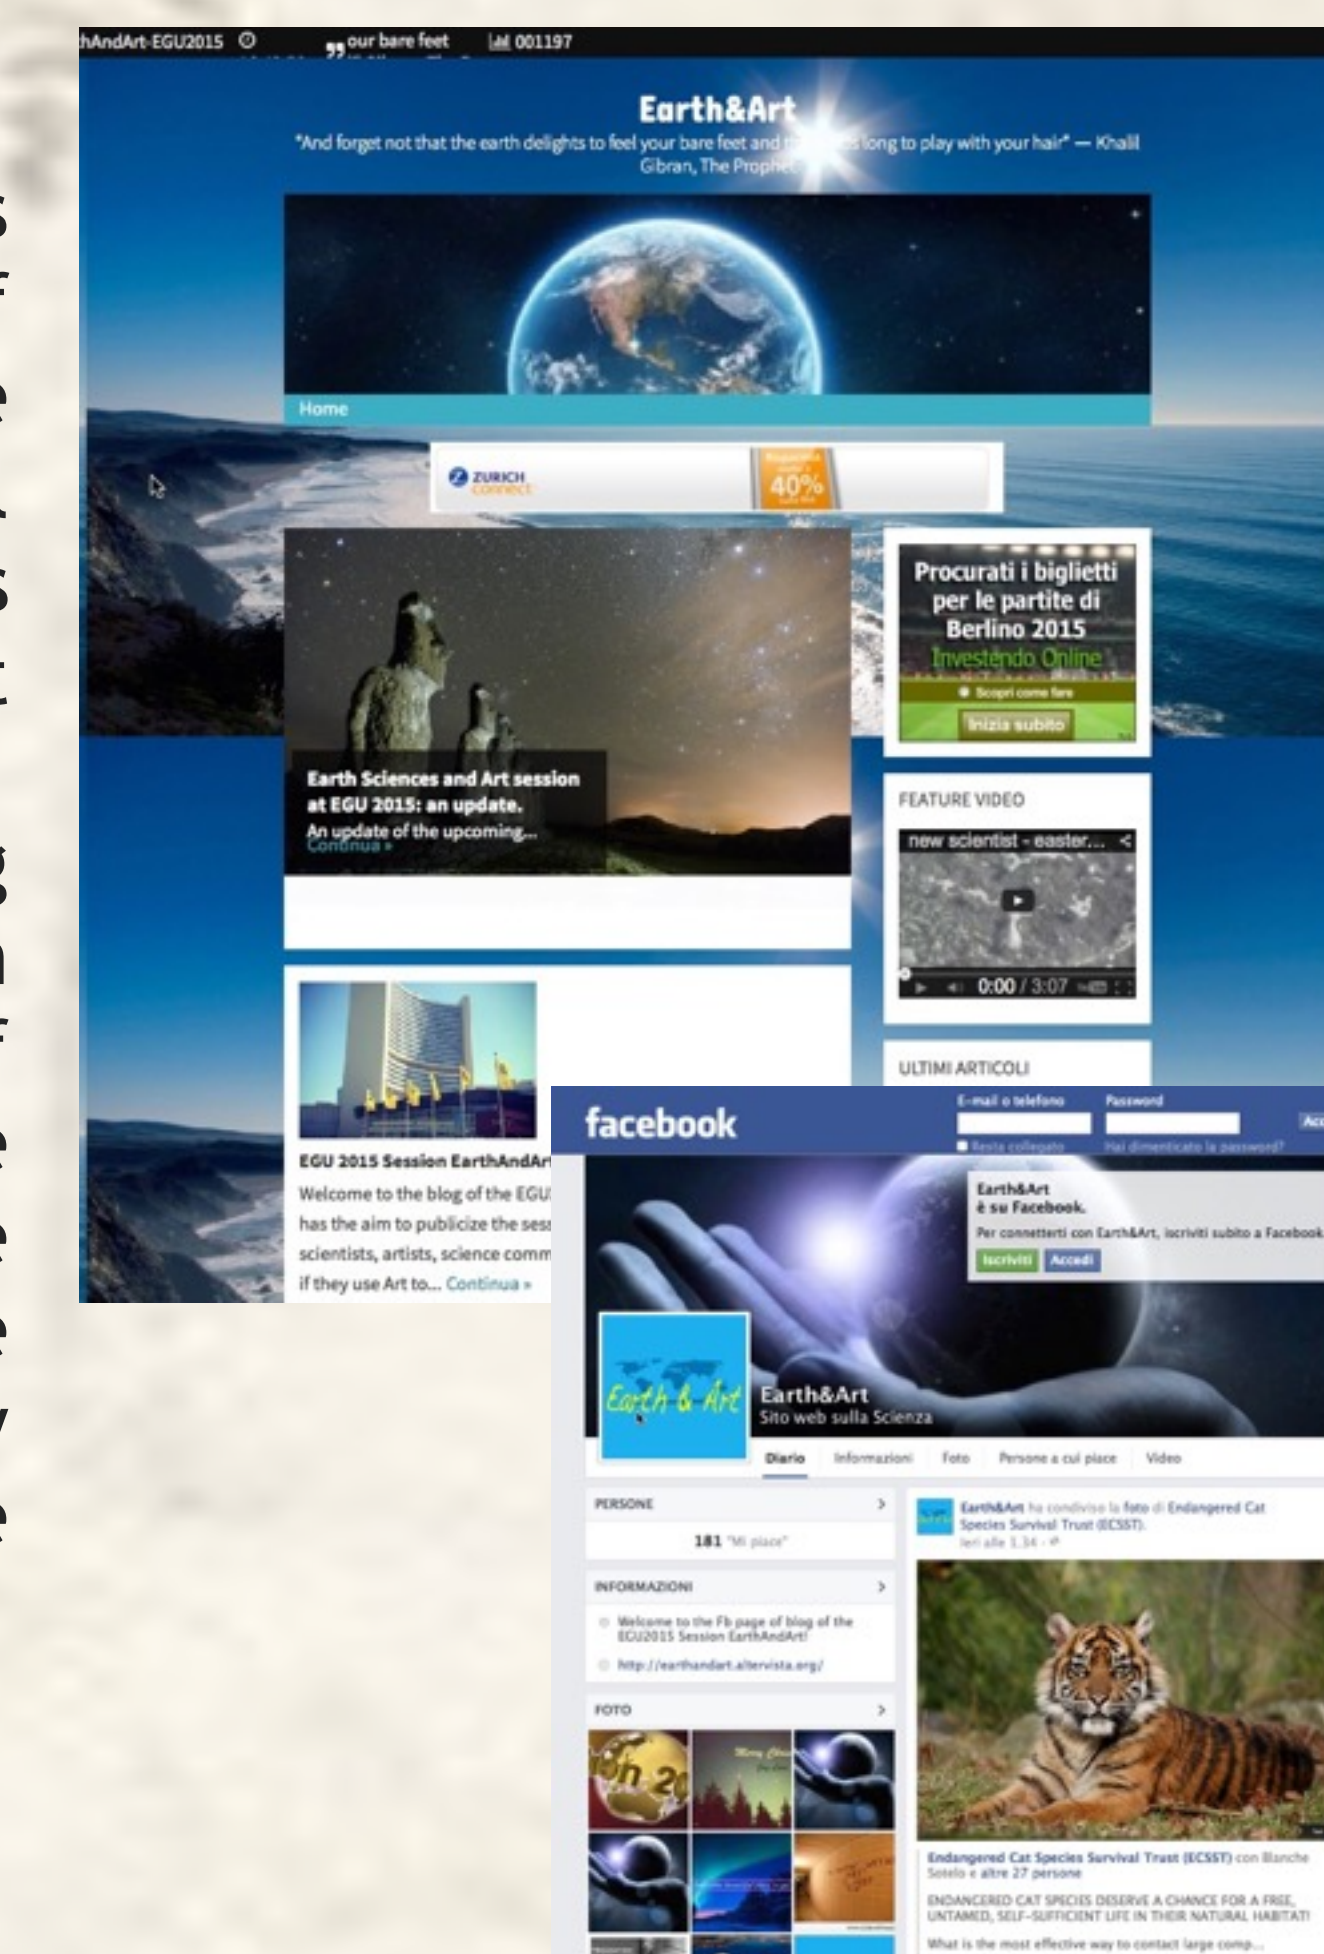 s
f
e
s
t
g
n
f
e
e
e
y
e
hAndArt-EGU2015
our bare feet
001197
Earth&Art
"And forget not that the earth delights to feel your bare feet and long to play with your hair" — Khalil
Gibran, The Prophet
Home
ZURICH
connect
40%
Procurati i biglietti
per le partite di
Berlino 2015
Investendo Online
Scopri come fare
Inizia subito
Earth Sciences and Art session
at EGU 2015: an update.
An update of the upcoming...
Continua »
FEATURE VIDEO
new scientist - easter...
0:00 / 3:07
ULTIMI ARTICOLI
EGU 2015 Session EarthAndAr
Welcome to the blog of the EGU
has the aim to publicize the sess
scientists, artists, science comm
if they use Art to... Continua »
facebook
E-mail o telefono
Password
Acc
Resta collegato
Hai dimenticato la password?
Earth&Art
è su Facebook.
Per connetterti con Earth&Art, iscriviti subito a Facebook
Iscriviti
Accedi
Earth & Art
Earth&Art
Sito web sulla Scienza
Diario Informazioni Foto Persone a cui piace Video
PERSONE
181 "Mi piace"
INFORMAZIONI
Welcome to the Fb page of blog of the
EGU2015 Session EarthAndArt!
http://earthandart.altervista.org/
FOTO
Merry
Earth&Art ha condiviso la foto di Endangered Cat
Species Survival Trust (ECSST).
Ieri alle 1.34
Endangered Cat Species Survival Trust (ECSST) con Blanche
Sotelo e altre 27 persone
ENDANGERED CAT SPECIES DESERVE A CHANCE FOR A FREE,
UNTAMED, SELF-SUFFICIENT LIFE IN THEIR NATURAL HABITAT!
What is the most effective way to contact large comp...